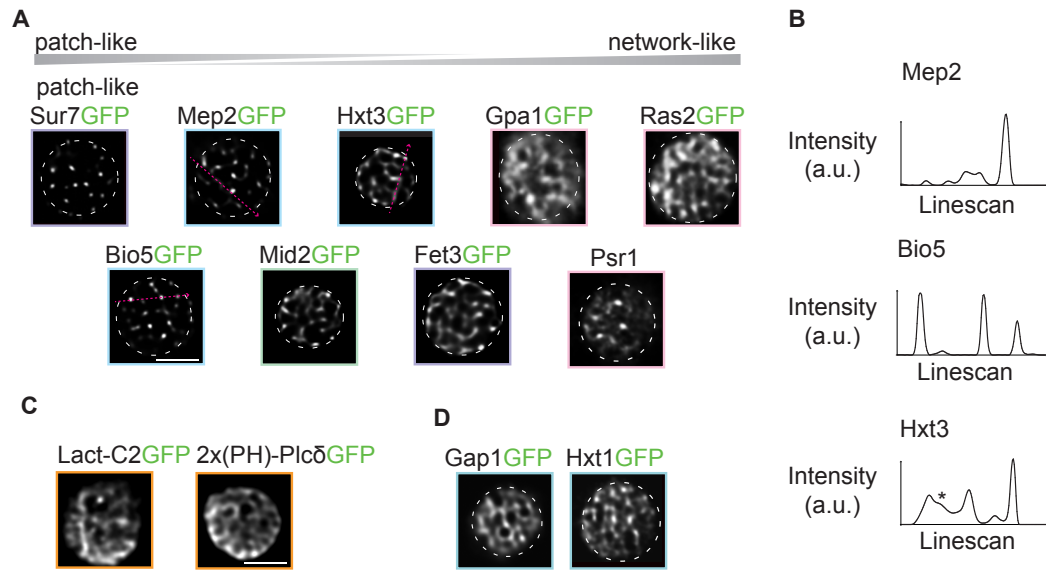 A
patch-like network-like
patch-like
Sur7GFP Mep2GFP Hxt3GFP Gpa1GFP Ras2GFP
Bio5GFP Mid2GFP Fet3GFP Psr1
B
Mep2
Intensity
(a.u.)
Linescan
Bio5
Intensity
(a.u.)
Linescan
Hxt3
Intensity
(a.u.)
*
Linescan
C
Lact-C2GFP 2x(PH)-PlcδGFP
D
Gap1GFP Hxt1GFP